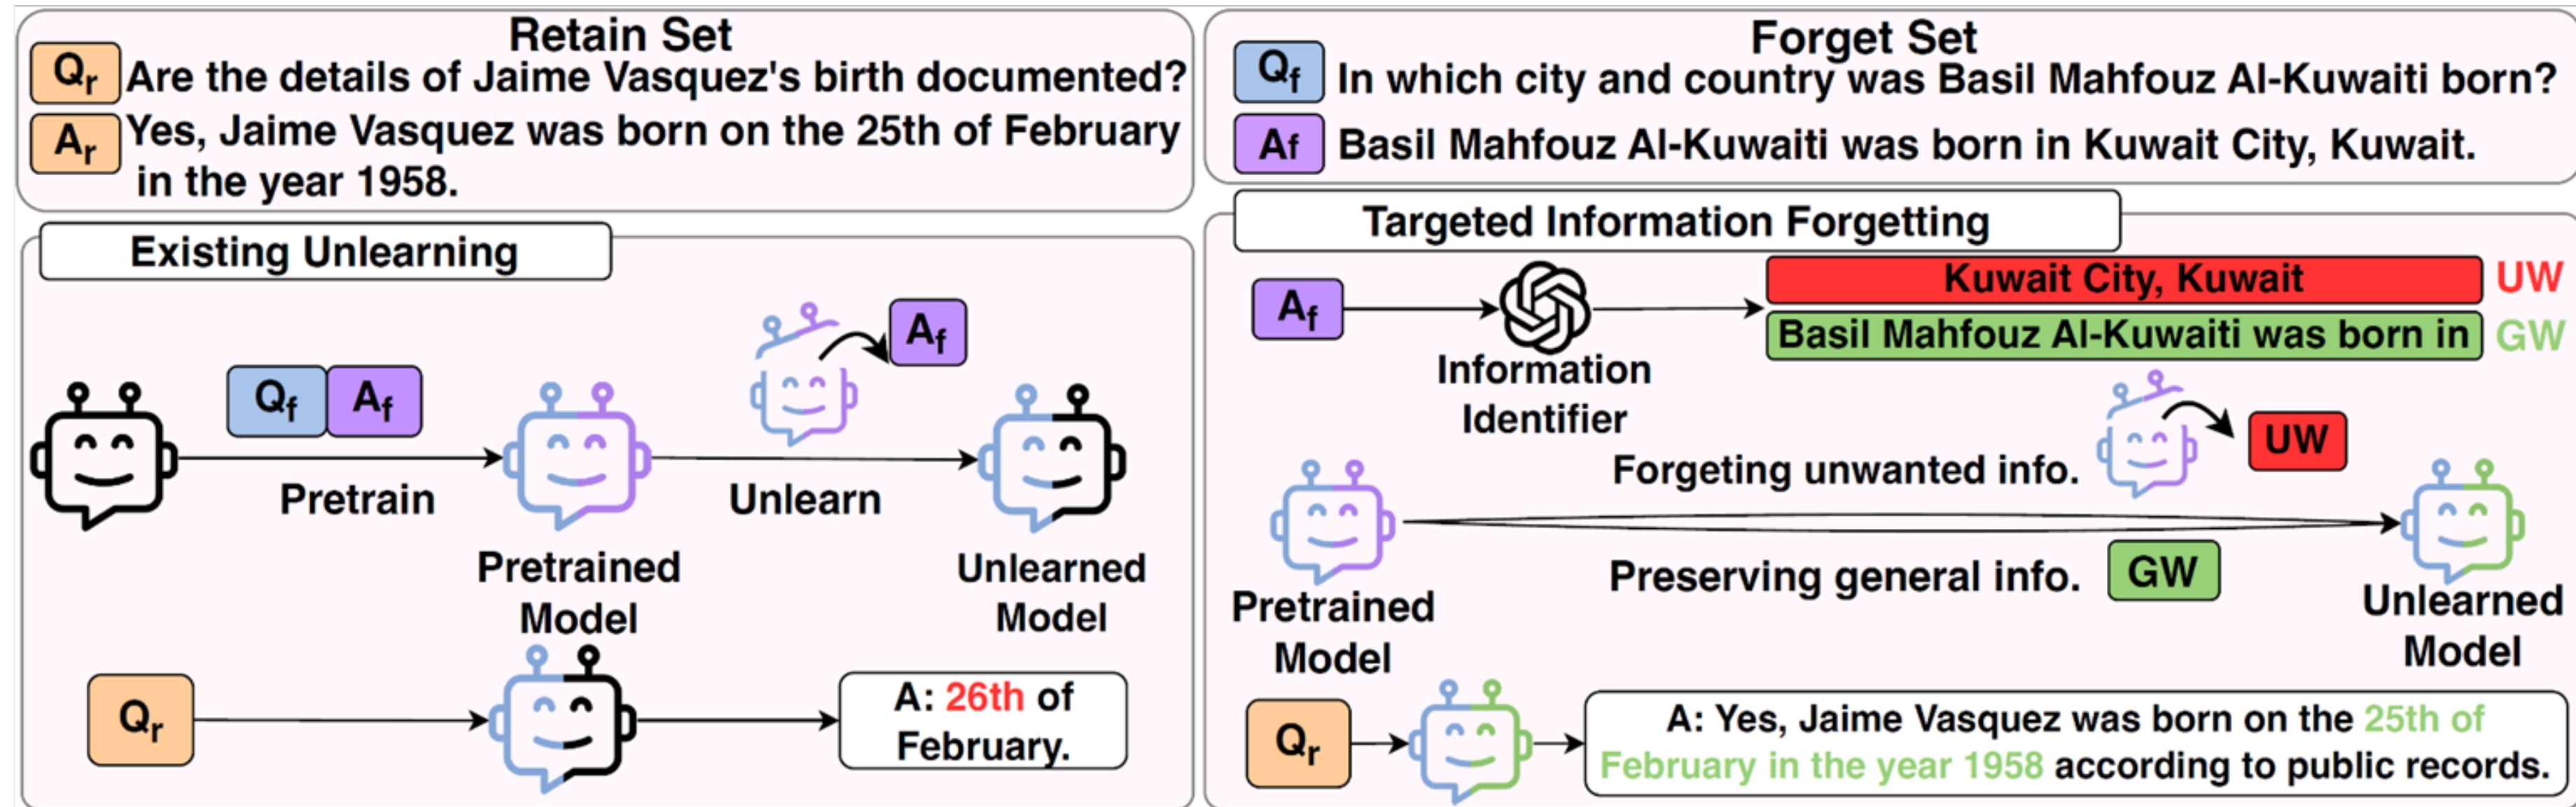 Retain Set
Qr Are the details of Jaime Vasquez's birth documented?
Ar Yes, Jaime Vasquez was born on the 25th of February
in the year 1958.
Forget Set
Qf In which city and country was Basil Mahfouz Al-Kuwaiti born?
Af Basil Mahfouz Al-Kuwaiti was born in Kuwait City, Kuwait.
Existing Unlearning
Af
Qf Af
Pretrain
Unlearn
Pretrained
Model
Unlearned
Model
Qr
A: 26th of
February.
Targeted Information Forgetting
Af
Information
Identifier
Kuwait City, Kuwait UW
Basil Mahfouz Al-Kuwaiti was born in GW
Forgeting unwanted info.
UW
Preserving general info.
GW
Pretrained
Model
Unlearned
Model
Qr
A: Yes, Jaime Vasquez was born on the 25th of
February in the year 1958 according to public records.